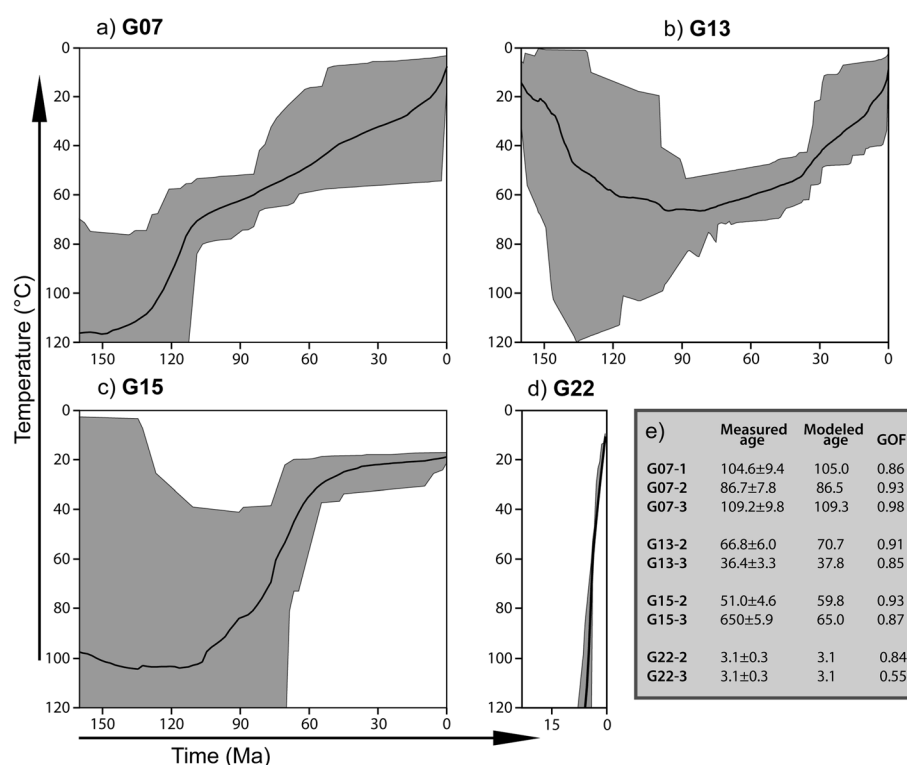 a) G07
b) G13
0
20
40
60
80
100
120
150 120 90 60 30 0
0
20
40
60
80
100
120
150 120 90 60 30 0
c) G15
d) G22
0
20
40
60
80
100
120
150 120 90 60 30 0
0
20
40
60
80
100
120
15 0
Temperature (°C)
Time (Ma)
e) Measured age Modeled age GOF
G07-1 104.6±9.4 105.0 0.86
G07-2 86.7±7.8 86.5 0.93
G07-3 109.2±9.8 109.3 0.98
G13-2 66.8±6.0 70.7 0.91
G13-3 36.4±3.3 37.8 0.85
G15-2 51.0±4.6 59.8 0.93
G15-3 650±5.9 65.0 0.87
G22-2 3.1±0.3 3.1 0.84
G22-3 3.1±0.3 3.1 0.55